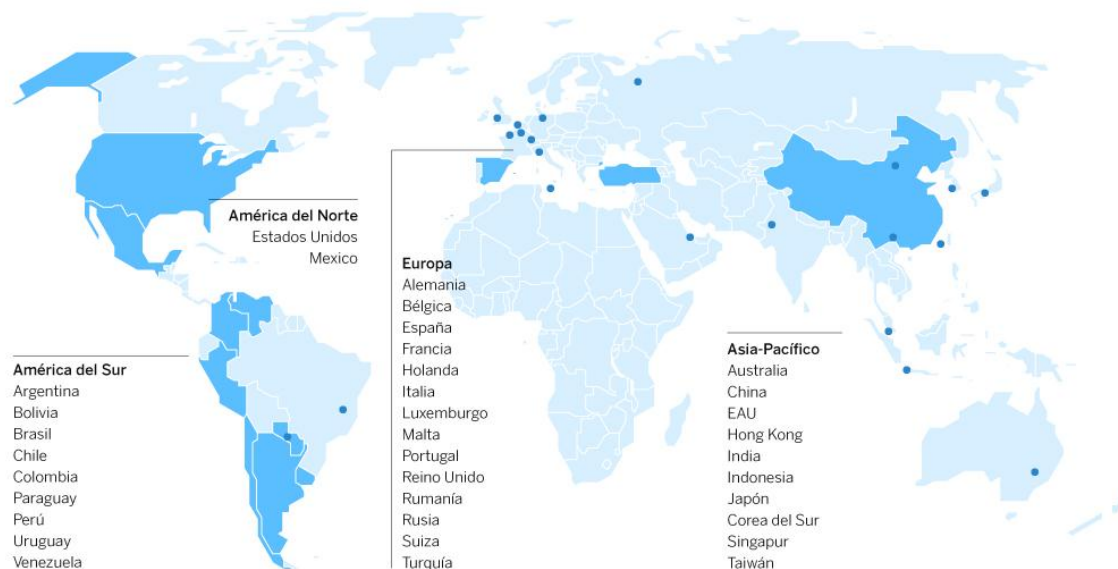 América del Norte
Estados Unidos
Mexico
América del Sur
Argentina
Bolivia
Brasil
Chile
Colombia
Paraguay
Perú
Uruguay
Venezuela
Europa
Alemania
Bélgica
España
Francia
Holanda
Italia
Luxemburgo
Malta
Portugal
Reino Unido
Rumanía
Rusia
Suiza
Turquía
Asia-Pacífico
Australia
China
EAU
Hong Kong
India
Indonesia
Japón
Corea del Sur
Singapur
Taiwán